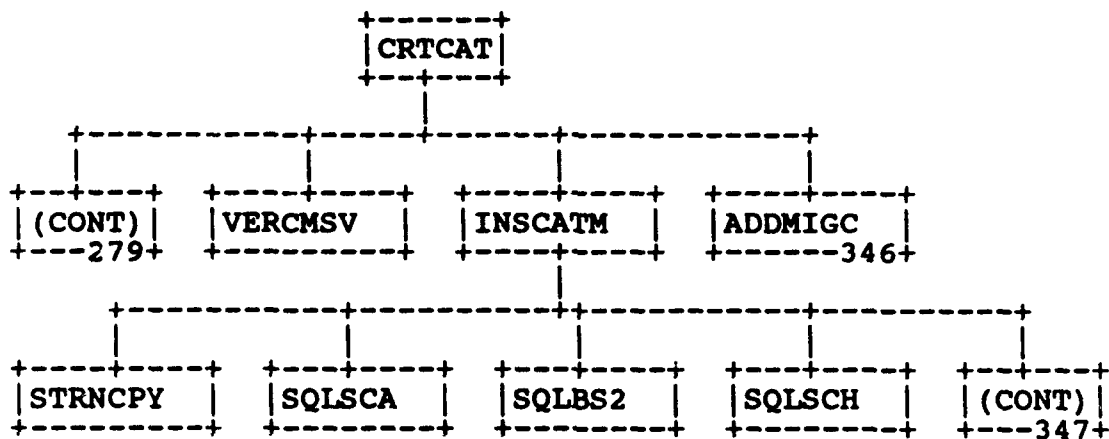 CRTCAT
(CONT) VERCMSV INSCATM ADDMIGC
279 346
STRNCPY SQLSCA SQLBS2 SQLSCH (CONT)
347